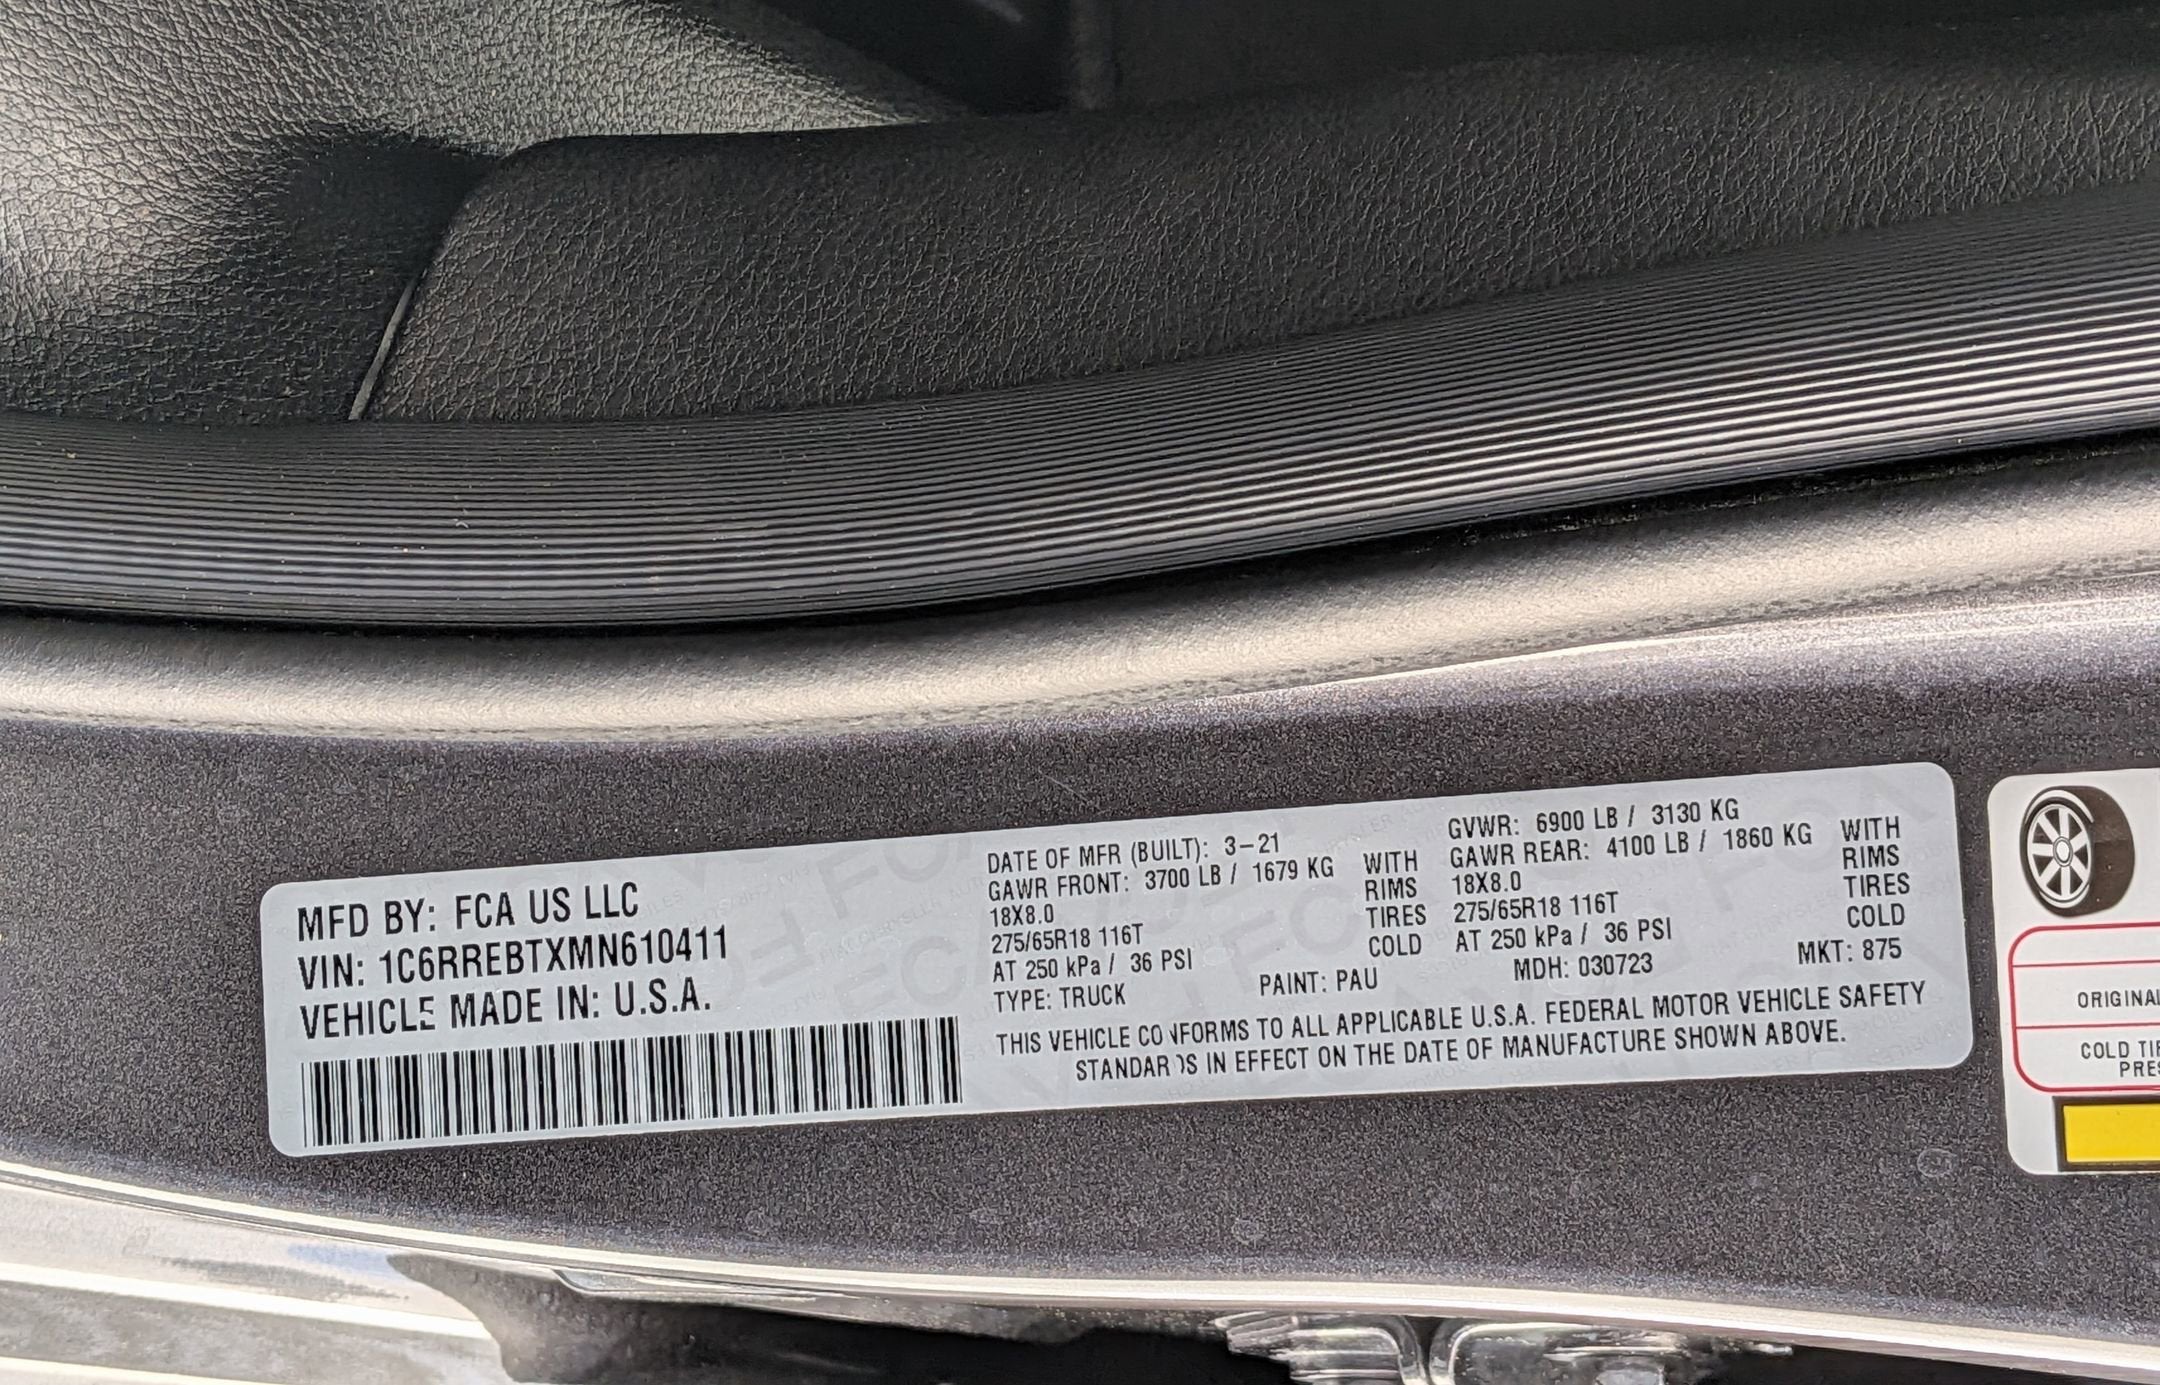 MFD BY: FCA US LLC
VIN: 1C6RREBTXMN610411
VEHICLE MADE IN: U.S.A.
DATE OF MFR (BUILT): 3-21
GAWR FRONT: 3700 LB / 1679 KG WITH
18X8.0 RIMS
275/65R18 116T TIRES
AT 250 kPa / 36 PSI COLD
GVWR: 6900 LB / 3130 KG
GAWR REAR: 4100 LB / 1860 KG WITH
18X8.0 RIMS
275/65R18 116T TIRES
AT 250 kPa / 36 PSI COLD
TYPE: TRUCK PAINT: PAU MDH: 030723 MKT: 875
THIS VEHICLE CONFORMS TO ALL APPLICABLE U.S.A. FEDERAL MOTOR VEHICLE SAFETY
STANDARDS IN EFFECT ON THE DATE OF MANUFACTURE SHOWN ABOVE.
ORIGINAL
COLD